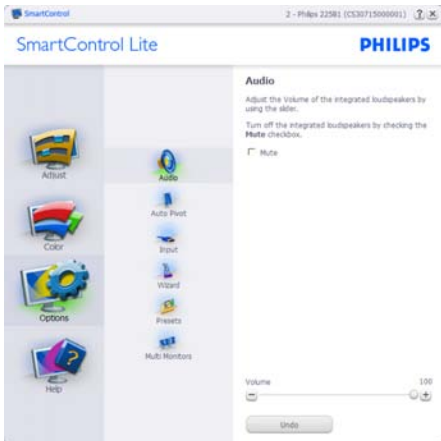 SmartControl
2 - Philips 225B1 (CS30715000001)
SmartControl Lite
PHILIPS
Adjust
Color
Options
Help
Audio
Auto Pivot
Input
Wizard
Presets
Multi Monitors
Audio
Adjust the Volume of the integrated loudspeakers by
using the slider.
Turn off the integrated loudspeakers by checking the
Mute checkbox.
Mute
Volume 100
Undo